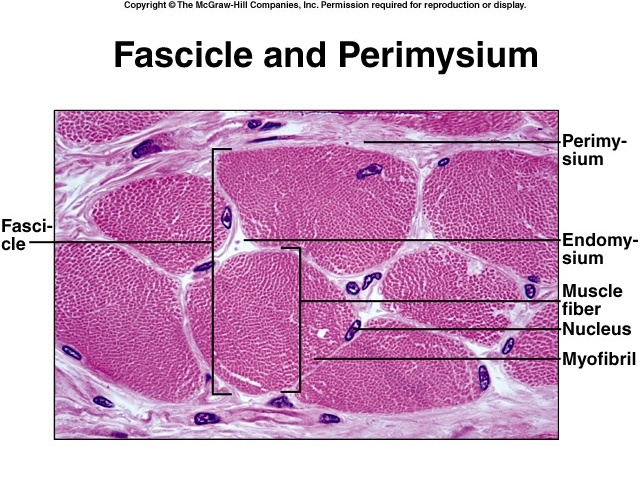 Copyright © The McGraw-Hill Companies, Inc. Permission required for reproduction or display.
Fascicle and Perimysium
Perimy-
sium
Fasci-
cle
Endomy-
sium
Muscle
fiber
Nucleus
Myofibril